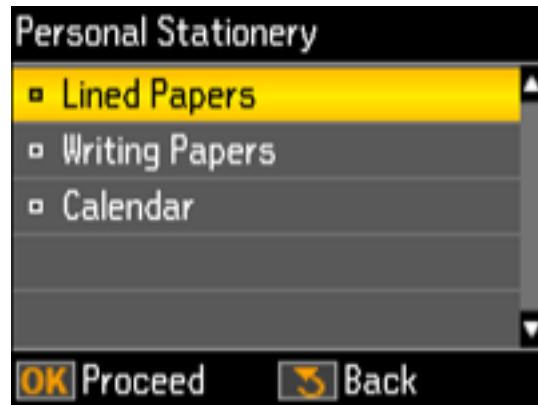 Personal Stationery
Lined Papers
Writing Papers
Calendar
OK Proceed Back